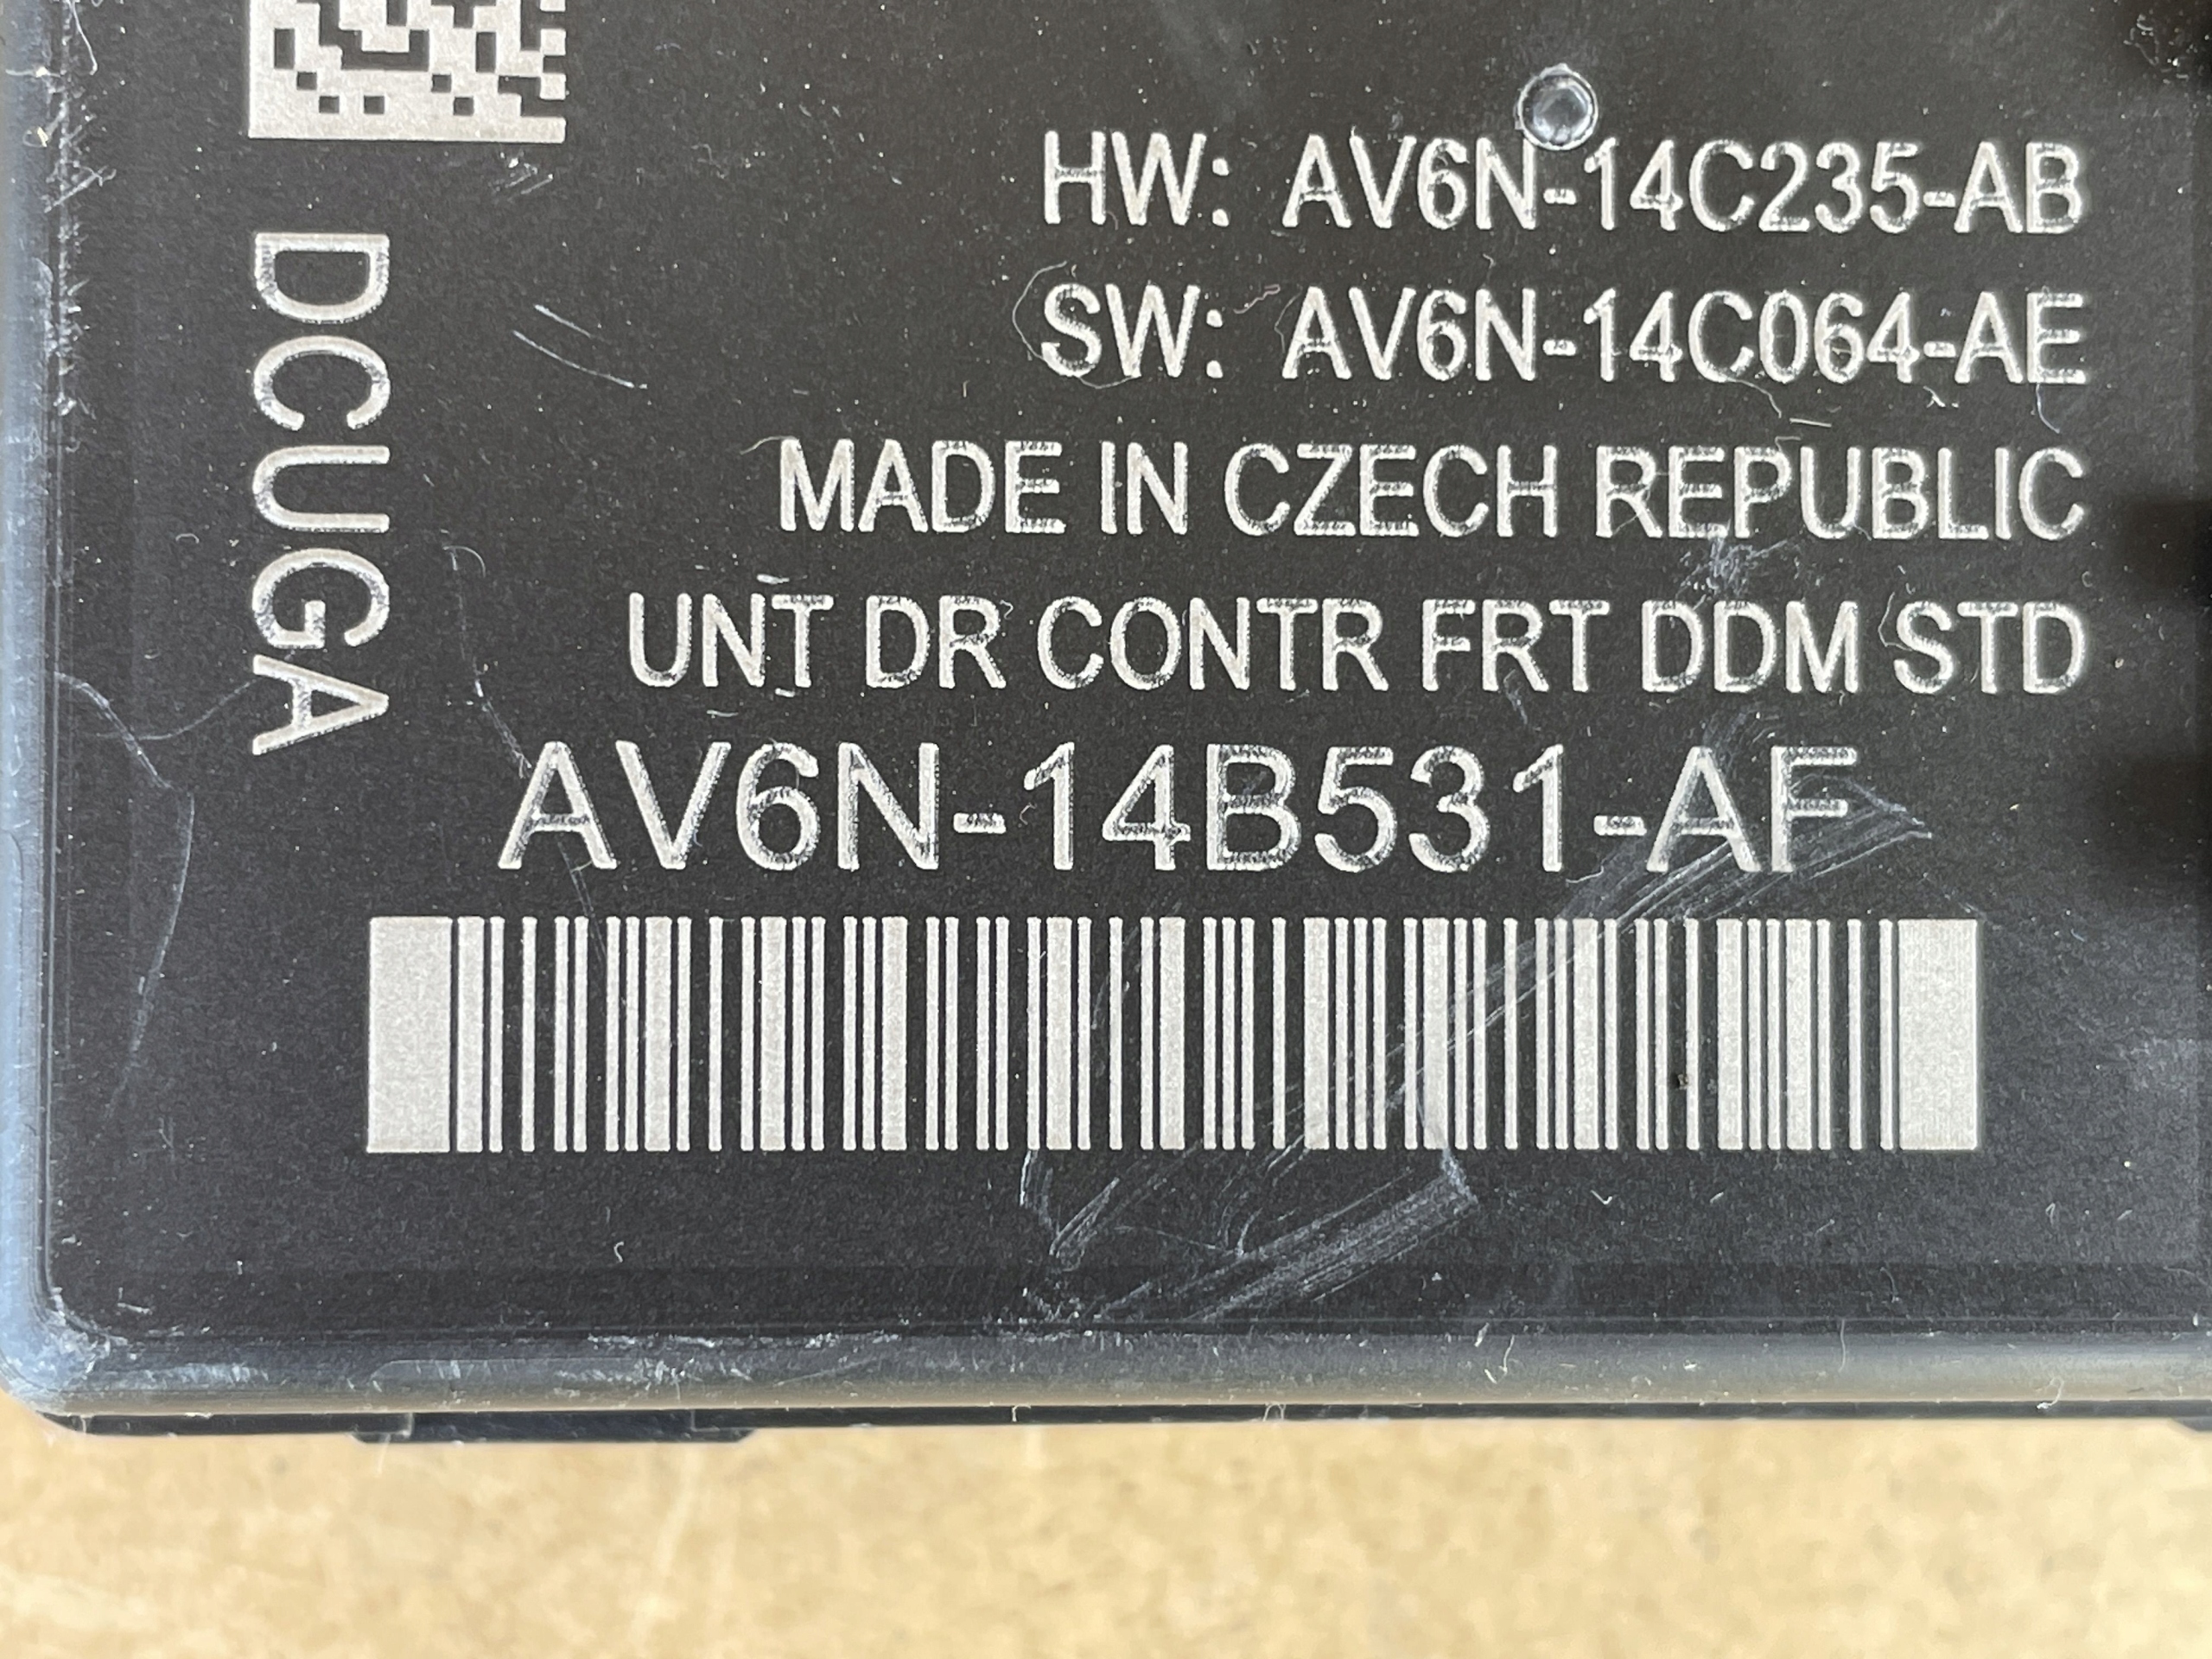 HW: AV6N-14C235-AB
SW: AV6N-14C064-AE
MADE IN CZECH REPUBLIC
UNT DR CONTR FRT DDM STD
AV6N-14B531-AF
DCUGA